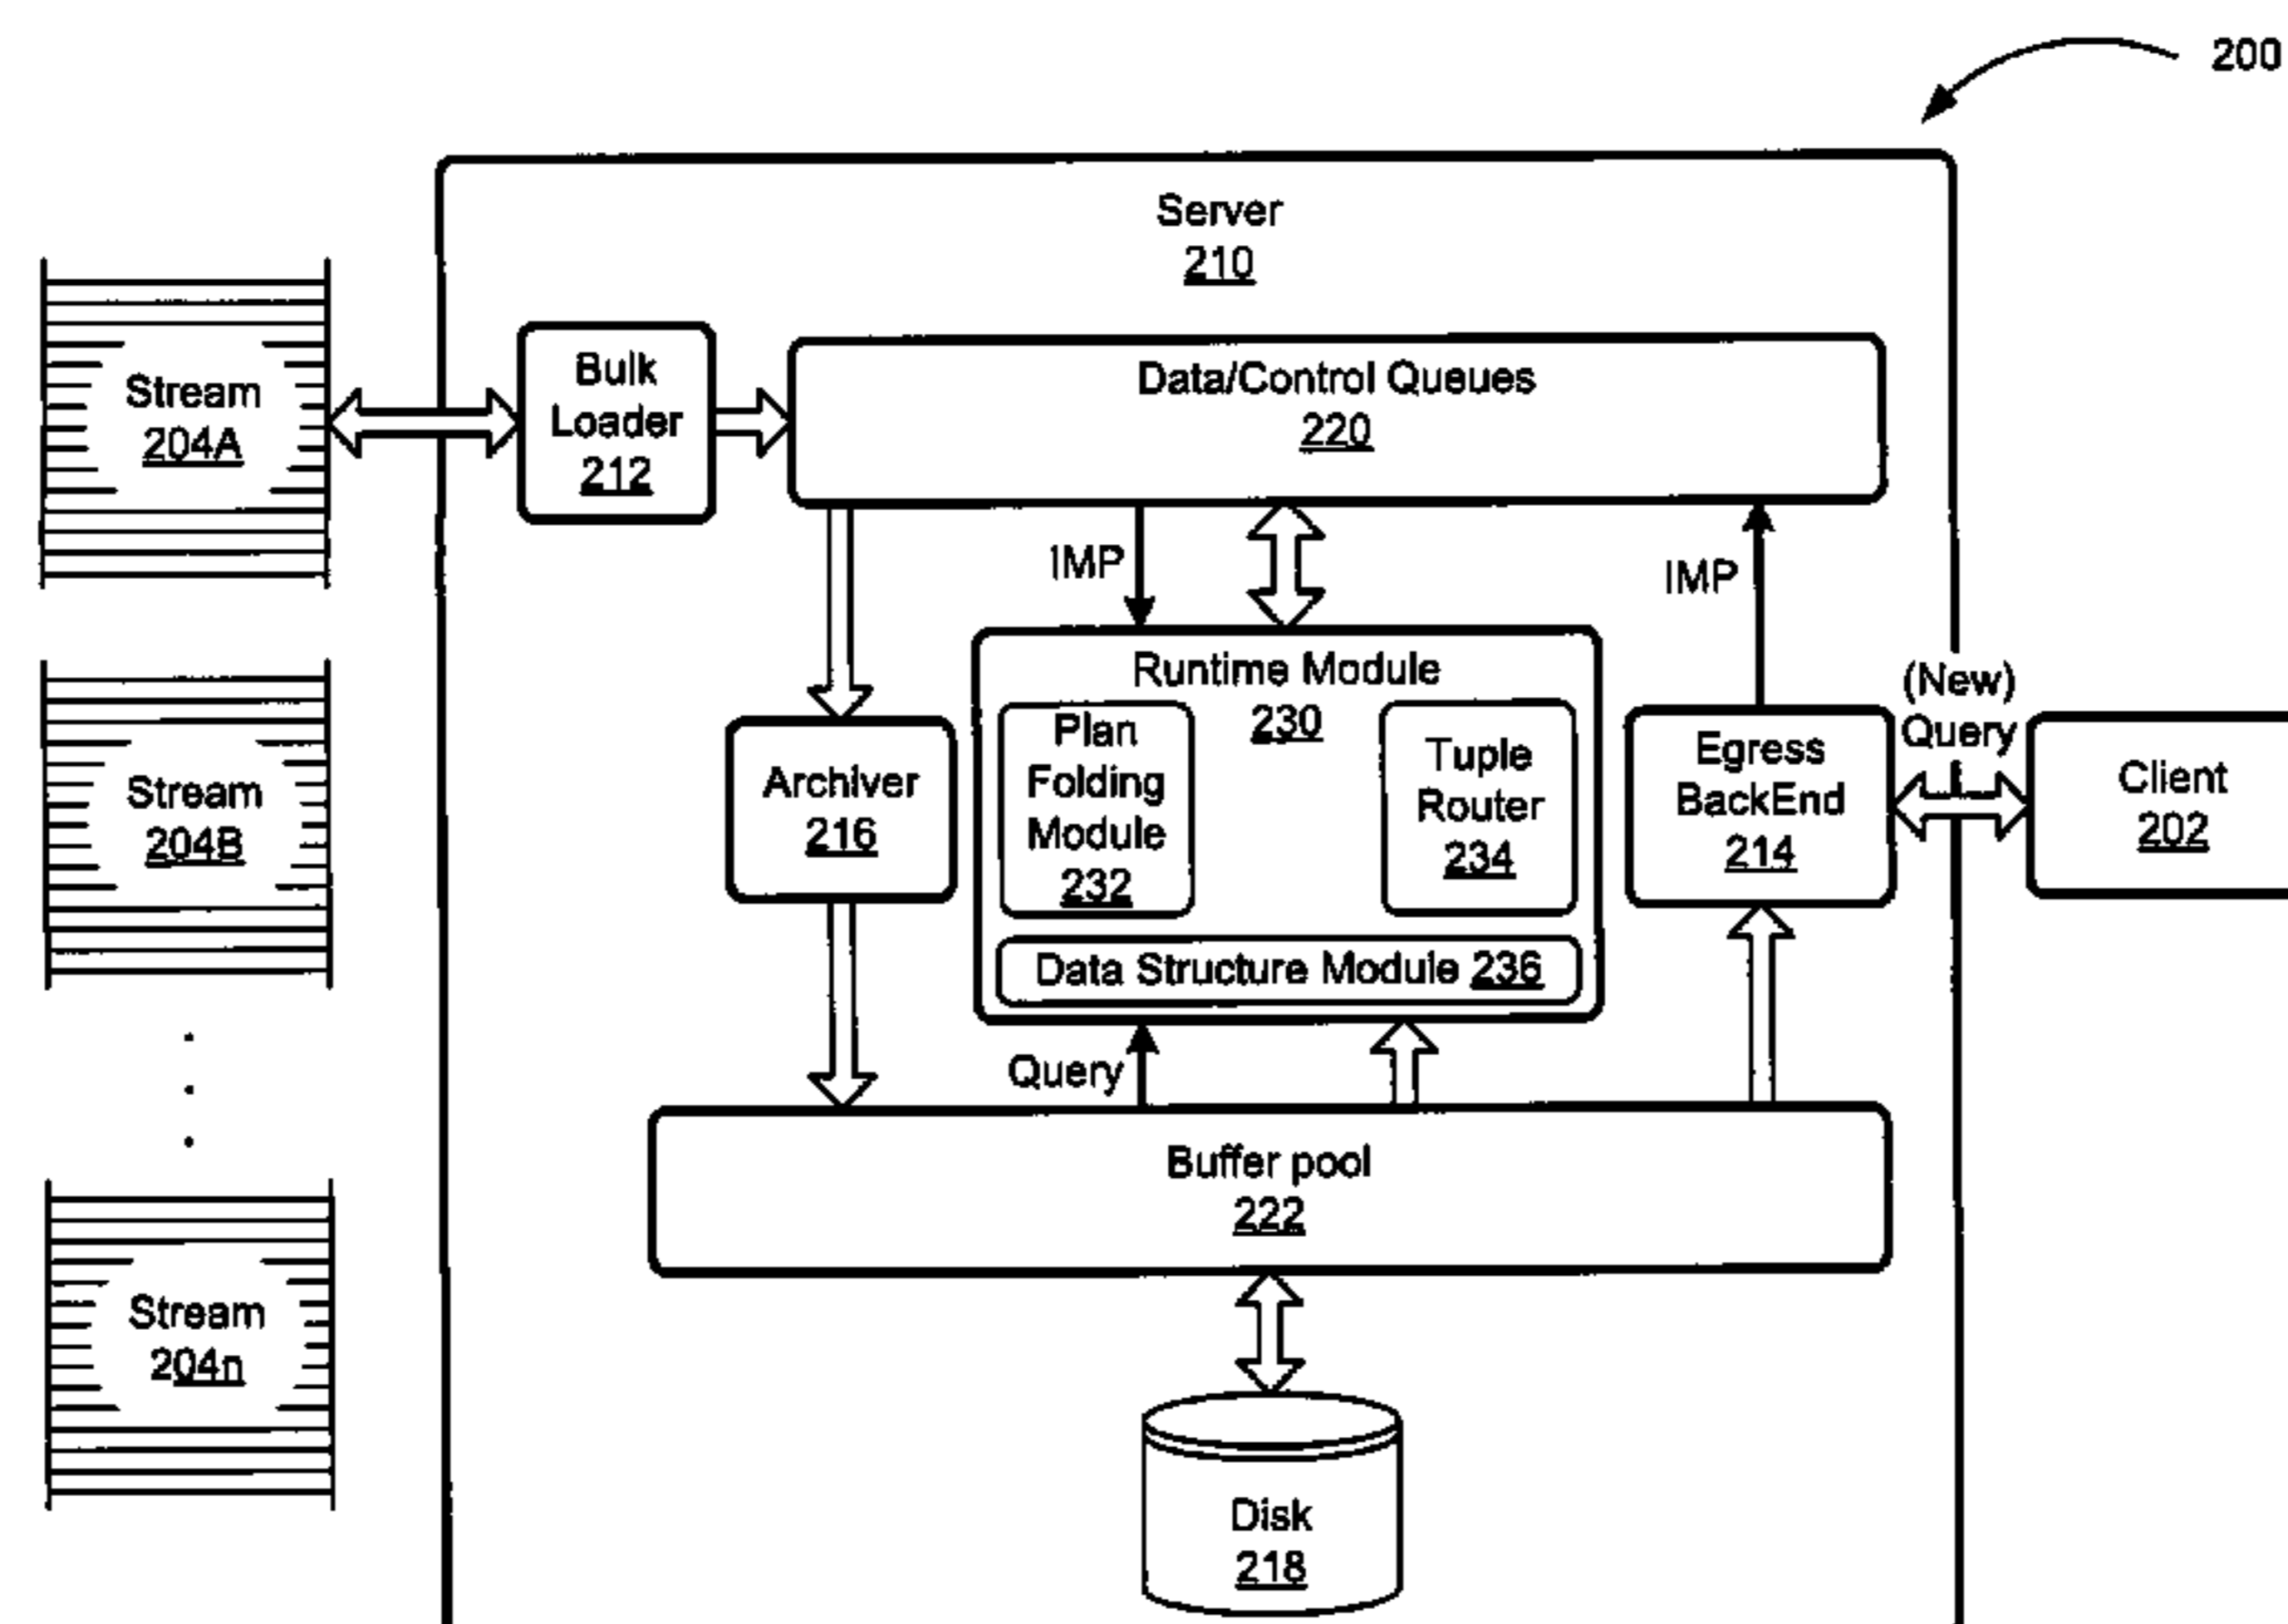 200
Server
210
Stream
204A
Bulk
Loader
212
Data/Control Queues
220
IMP
IMP
Stream
204B
Archiver
216
Runtime Module
230
Plan
Folding
Module
232
Tuple
Router
234
Data Structure Module 236
Egress
BackEnd
214
(New)
Query
Client
202
Query
Buffer pool
222
Stream
204n
Disk
218